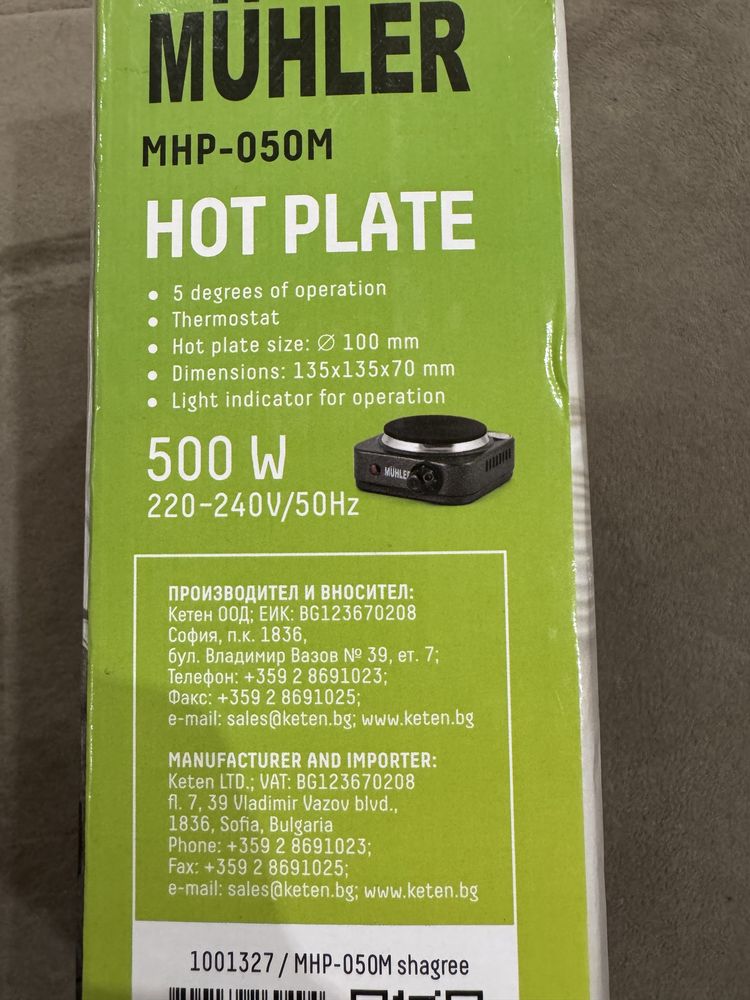 MÜHLER
MHP-050M
HOT PLATE
• 5 degrees of operation
• Thermostat
• Hot plate size: ∅ 100 mm
• Dimensions: 135x135x70 mm
• Light indicator for operation
500 W
220-240V/50Hz
MÜHLER
ПРОИЗВОДИТЕЛ И ВНОСИТЕЛ:
Кетен ООД; ЕИК: BG123670208
София, п.к. 1836,
бул. Владимир Вазов № 39, ет. 7;
Телефон: +359 2 8691023;
Факс: +359 2 8691025;
e-mail: sales@keten.bg; www.keten.bg
MANUFACTURER AND IMPORTER:
Keten LTD.; VAT: BG123670208
fl. 7, 39 Vladimir Vazov blvd.,
1836, Sofia, Bulgaria
Phone: +359 2 8691023;
Fax: +359 2 8691025;
e-mail: sales@keten.bg; www.keten.bg
1001327 / MHP-050M shagree